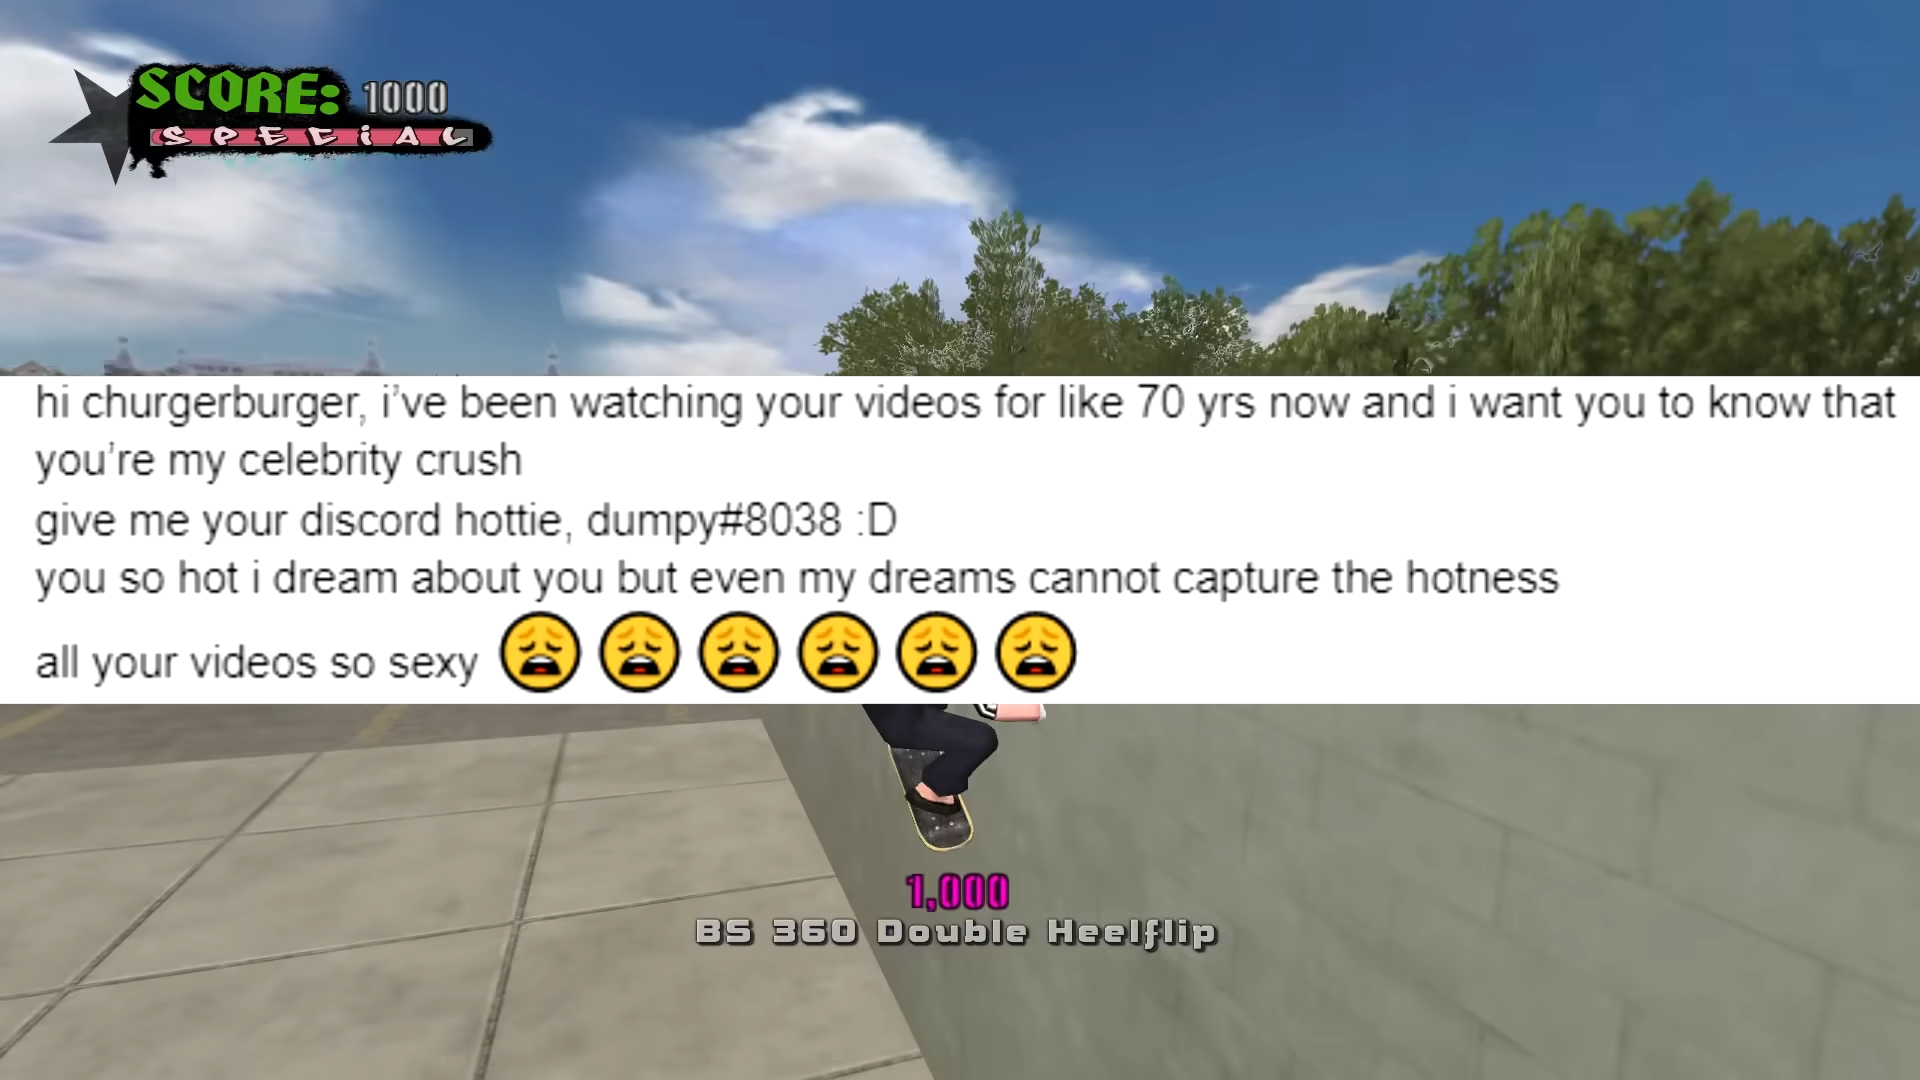 SCORE: 1000
SPECIAL
hi churgerburger, i've been watching your videos for like 70 yrs now and i want you to know that
you're my celebrity crush
give me your discord hottie, dumpy#8038 :D
you so hot i dream about you but even my dreams cannot capture the hotness
all your videos so sexy 😩😩😩😩😩😩
1,000
BS 360 Double Heelflip